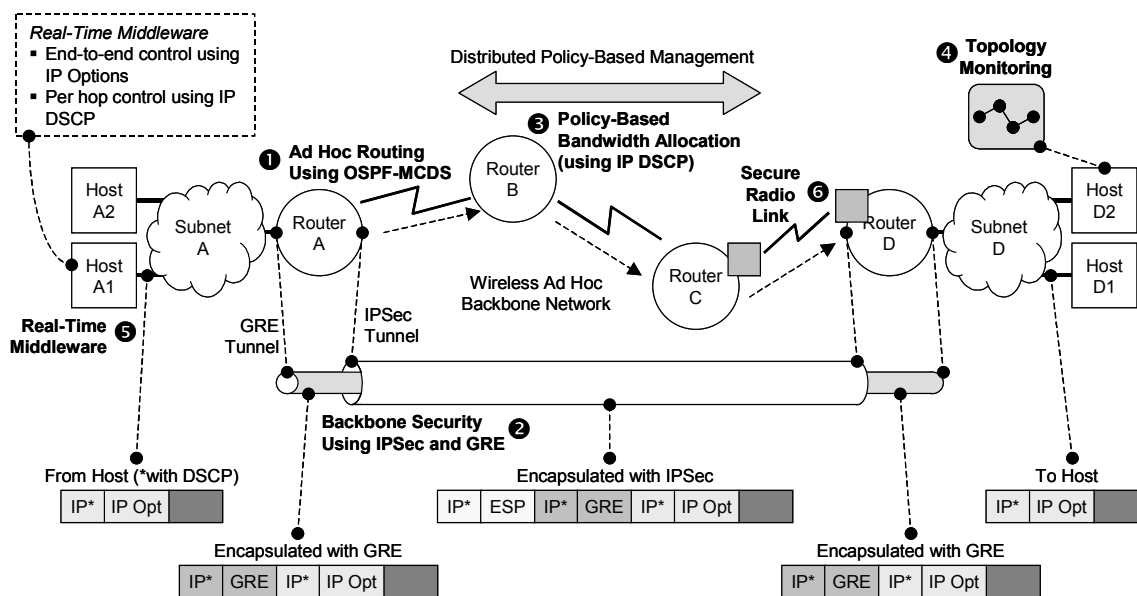 Real-Time Middleware
▪ End-to-end control using
IP Options
▪ Per hop control using IP
DSCP
Distributed Policy-Based Management
❹ Topology
Monitoring
❶ Ad Hoc Routing
Using OSPF-MCDS
❸ Policy-Based
Bandwidth Allocation
(using IP DSCP)
Router
B
Secure
Radio
Link
❻
Host
A2
Subnet
A
Router
A
Host
A1
Router
C
Router
D
Subnet
D
Host
D2
Host
D1
Wireless Ad Hoc
Backbone Network
Real-Time
Middleware
❺
GRE
Tunnel
IPSec
Tunnel
Backbone Security
Using IPSec and GRE
❷
From Host (*with DSCP)
IP* IP Opt
Encapsulated with IPSec
IP* ESP IP* GRE IP* IP Opt
To Host
IP* IP Opt
Encapsulated with GRE
IP* GRE IP* IP Opt
Encapsulated with GRE
IP* GRE IP* IP Opt